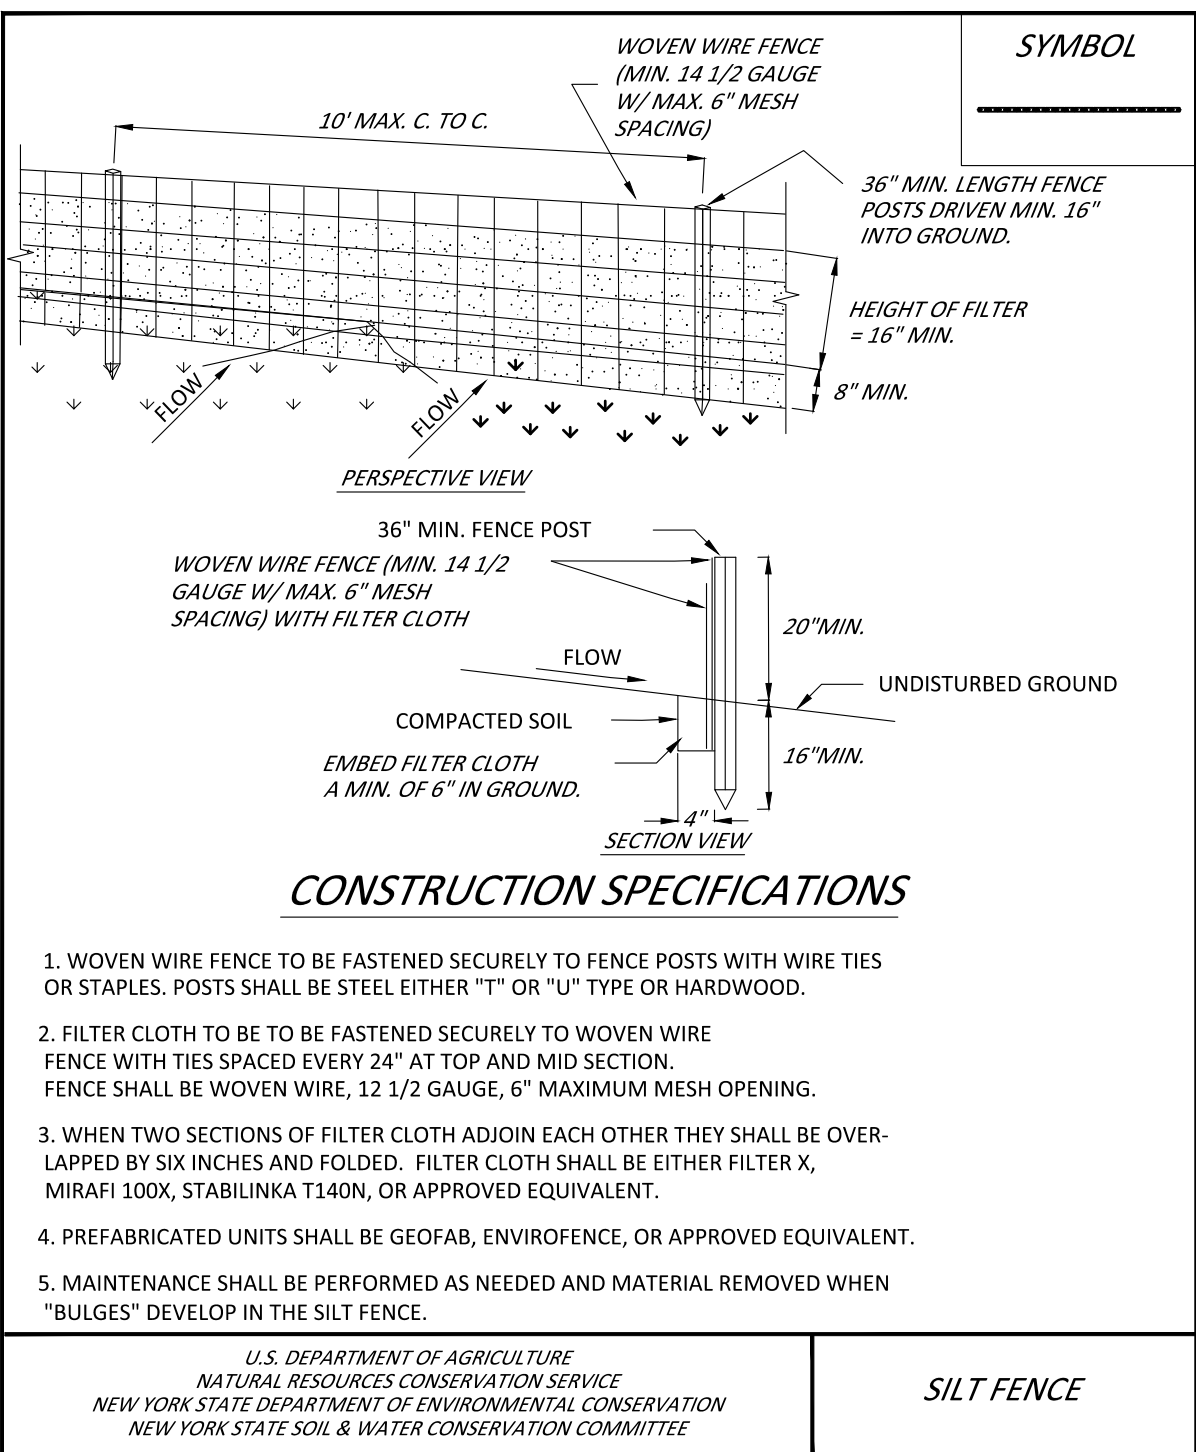 SYMBOL
WOVEN WIRE FENCE
(MIN. 14 1/2 GAUGE
W/ MAX. 6" MESH
SPACING)
10' MAX. C. TO C.
36" MIN. LENGTH FENCE
POSTS DRIVEN MIN. 16"
INTO GROUND.
HEIGHT OF FILTER
= 16" MIN.
8" MIN.
FLOW
FLOW
PERSPECTIVE VIEW
36" MIN. FENCE POST
WOVEN WIRE FENCE (MIN. 14 1/2
GAUGE W/ MAX. 6" MESH
SPACING) WITH FILTER CLOTH
20"MIN.
FLOW
UNDISTURBED GROUND
COMPACTED SOIL
EMBED FILTER CLOTH
A MIN. OF 6" IN GROUND.
16"MIN.
4"
SECTION VIEW
CONSTRUCTION SPECIFICATIONS
1. WOVEN WIRE FENCE TO BE FASTENED SECURELY TO FENCE POSTS WITH WIRE TIES
OR STAPLES. POSTS SHALL BE STEEL EITHER "T" OR "U" TYPE OR HARDWOOD.
2. FILTER CLOTH TO BE TO BE FASTENED SECURELY TO WOVEN WIRE
FENCE WITH TIES SPACED EVERY 24" AT TOP AND MID SECTION.
FENCE SHALL BE WOVEN WIRE, 12 1/2 GAUGE, 6" MAXIMUM MESH OPENING.
3. WHEN TWO SECTIONS OF FILTER CLOTH ADJOIN EACH OTHER THEY SHALL BE OVER-
LAPPED BY SIX INCHES AND FOLDED. FILTER CLOTH SHALL BE EITHER FILTER X,
MIRAFI 100X, STABILINKA T140N, OR APPROVED EQUIVALENT.
4. PREFABRICATED UNITS SHALL BE GEOFAB, ENVIROFENCE, OR APPROVED EQUIVALENT.
5. MAINTENANCE SHALL BE PERFORMED AS NEEDED AND MATERIAL REMOVED WHEN
"BULGES" DEVELOP IN THE SILT FENCE.
U.S. DEPARTMENT OF AGRICULTURE
NATURAL RESOURCES CONSERVATION SERVICE
NEW YORK STATE DEPARTMENT OF ENVIRONMENTAL CONSERVATION
NEW YORK STATE SOIL & WATER CONSERVATION COMMITTEE
SILT FENCE